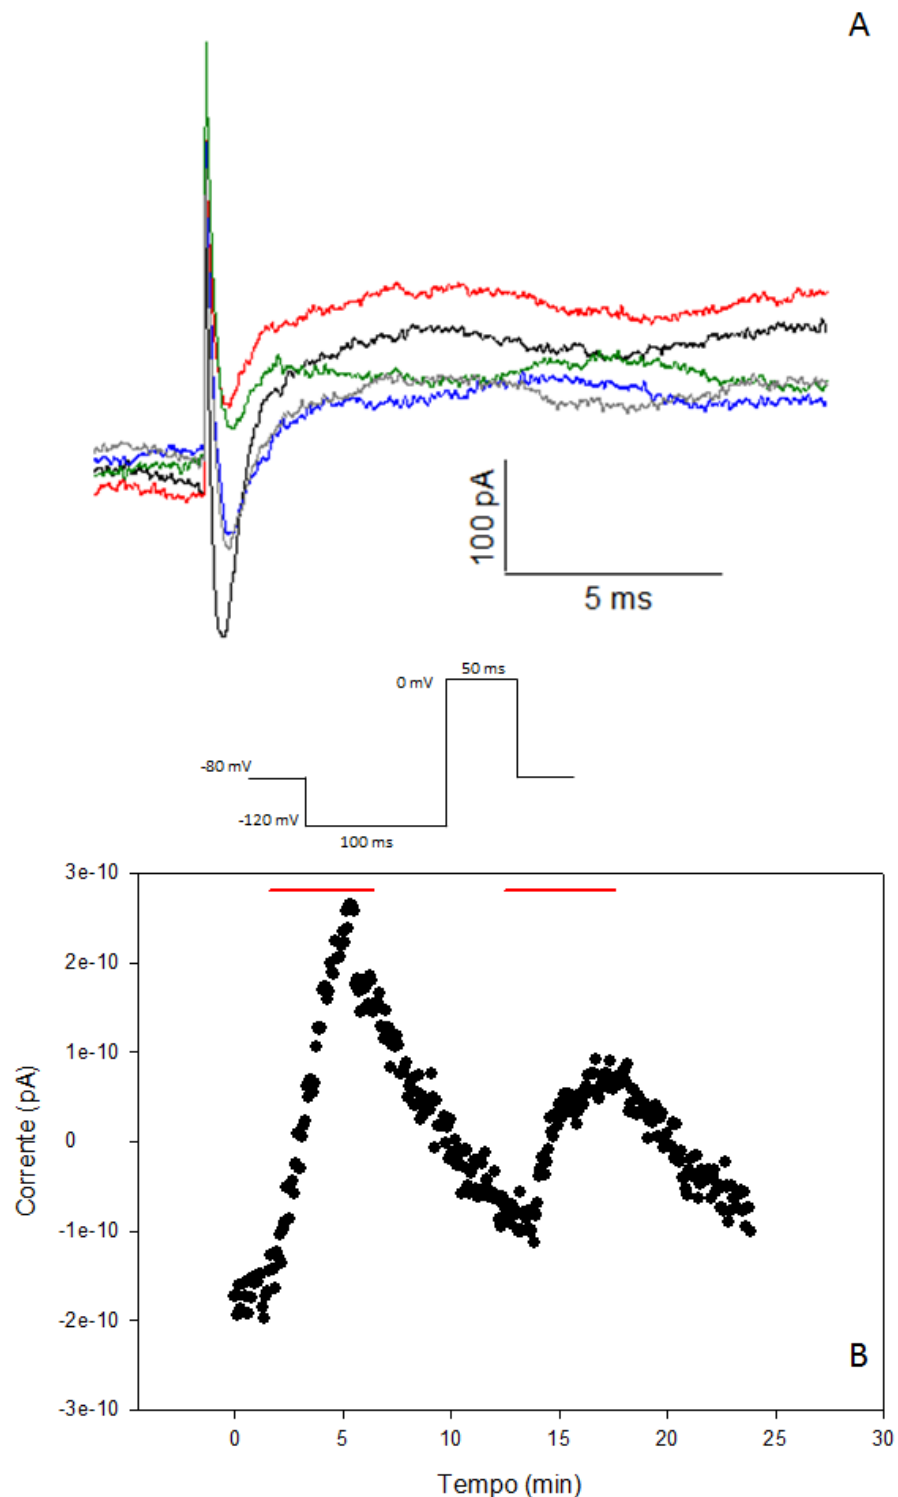 A
100 pA
5 ms
50 ms
0 mV
-80 mV
-120 mV
100 ms
3e-10
2e-10
1e-10
0
-1e-10
-2e-10
-3e-10
Corrente (pA)
B
0 5 10 15 20 25 30
Tempo (min)